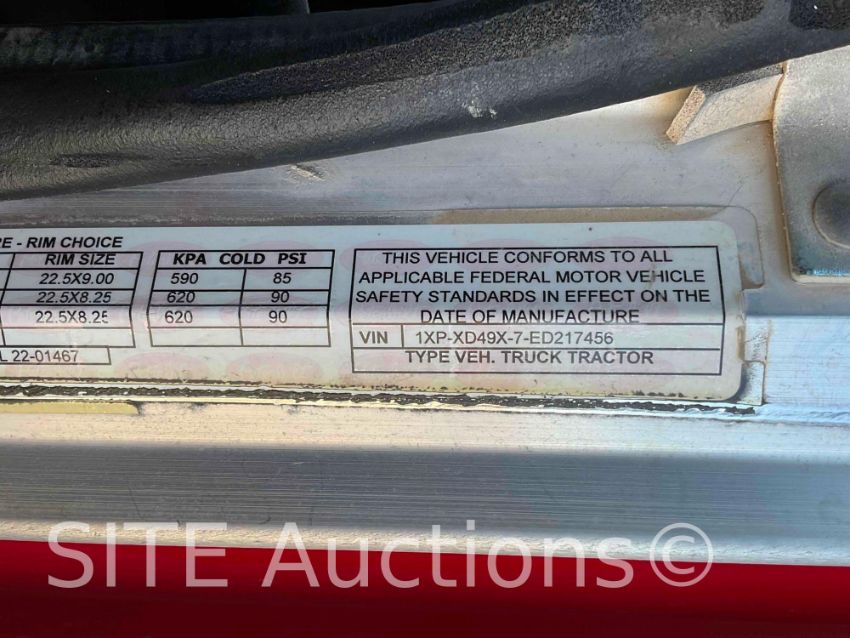 RE - RIM CHOICE
RIM SIZE
22.5X9.00
22.5X8.25
22.5X8.25
L 22-01467
KPA COLD PSI
590 85
620 90
620 90
THIS VEHICLE CONFORMS TO ALL
APPLICABLE FEDERAL MOTOR VEHICLE
SAFETY STANDARDS IN EFFECT ON THE
DATE OF MANUFACTURE
VIN 1XP-XD49X-7-ED217456
TYPE VEH. TRUCK TRACTOR
SITE Auctions©